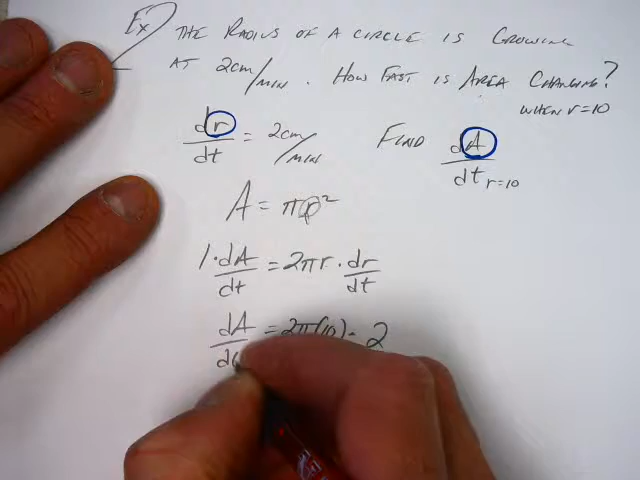 Ex THE RADIUS OF A CIRCLE IS GROWING
AT 2cm/MIN. HOW FAST IS AREA CHANGING?
WHEN r=10
dr/dt = 2cm/MIN FIND dA/dt r=10
A = πr²
1·dA/dt = 2πr · dr/dt
dA/d = 2π(10) · 2